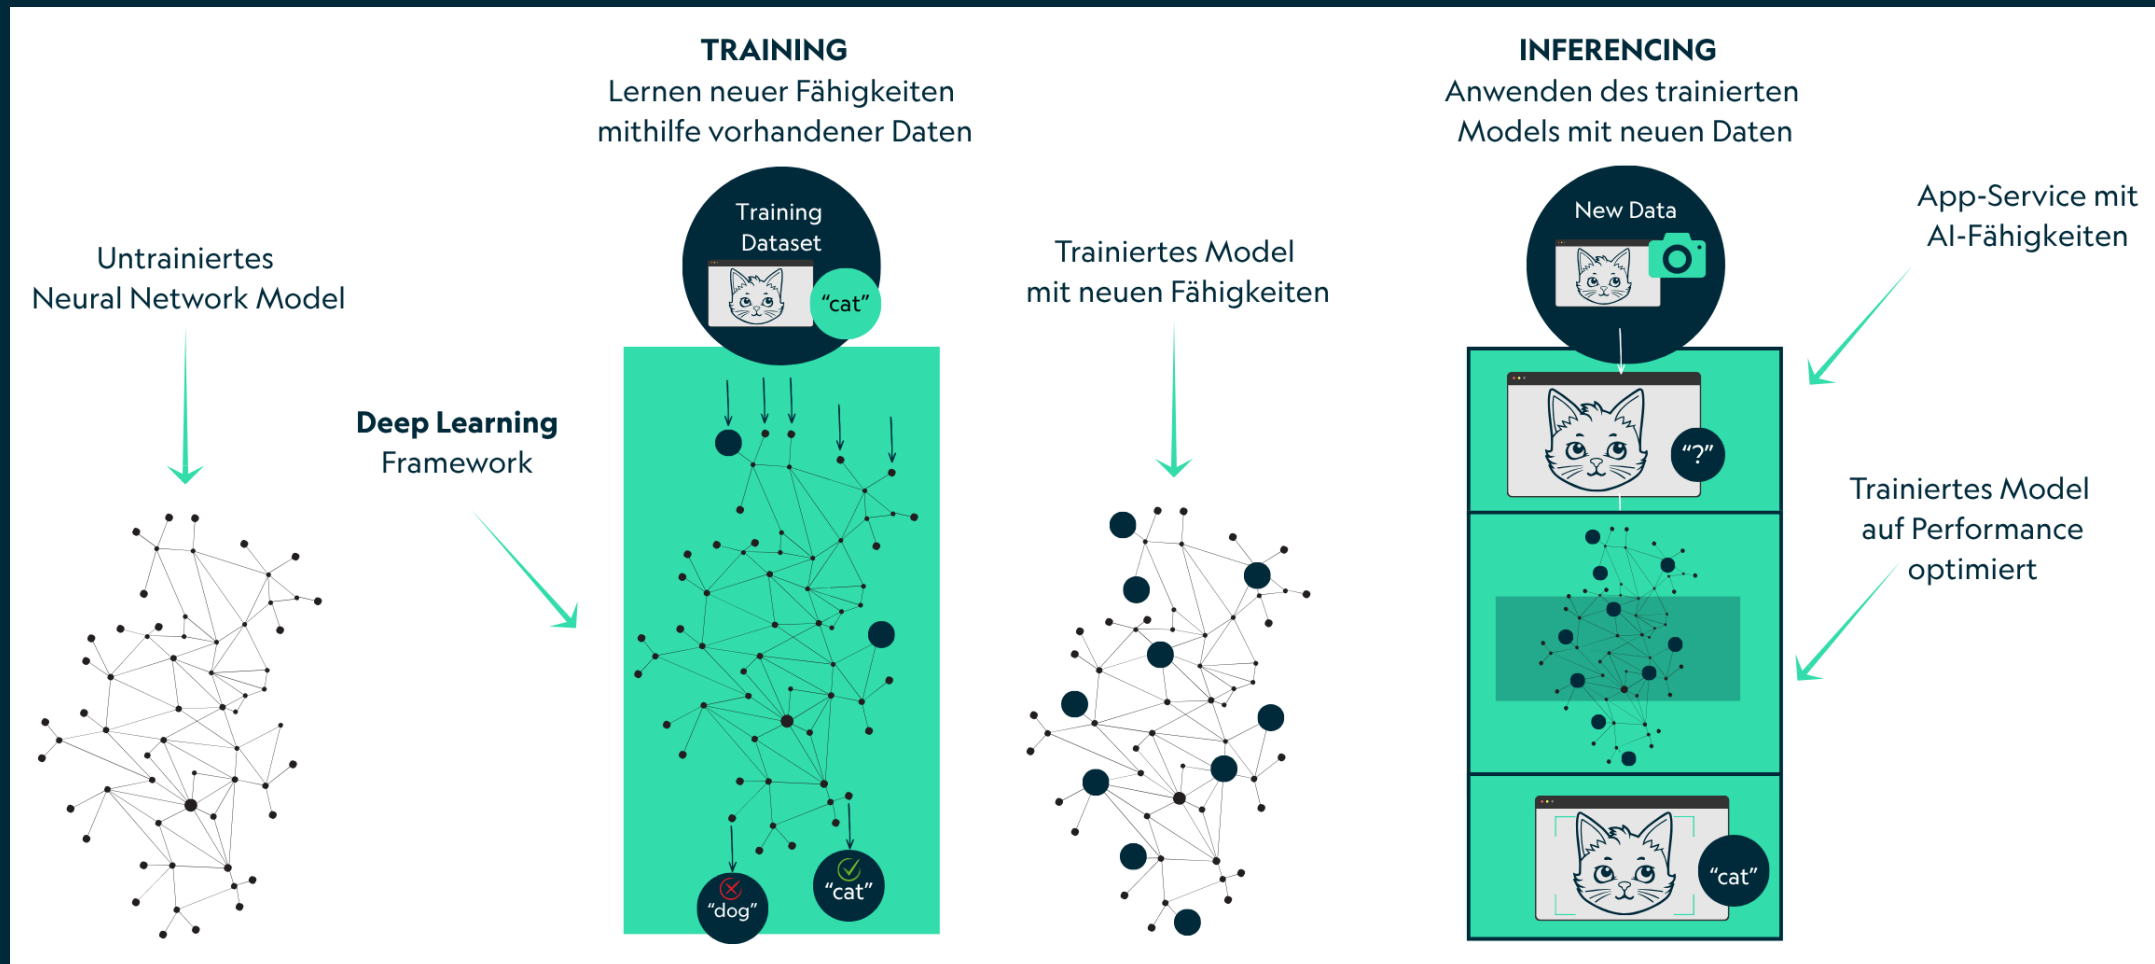 TRAINING
Lernen neuer Fähigkeiten
mithilfe vorhandener Daten
INFERENCING
Anwenden des trainierten
Models mit neuen Daten
Untrainiertes
Neural Network Model
Deep Learning
Framework
Training
Dataset
“cat”
“dog”
“cat”
Trainiertes Model
mit neuen Fähigkeiten
New Data
“?”
“cat”
App-Service mit
AI-Fähigkeiten
Trainiertes Model
auf Performance
optimiert